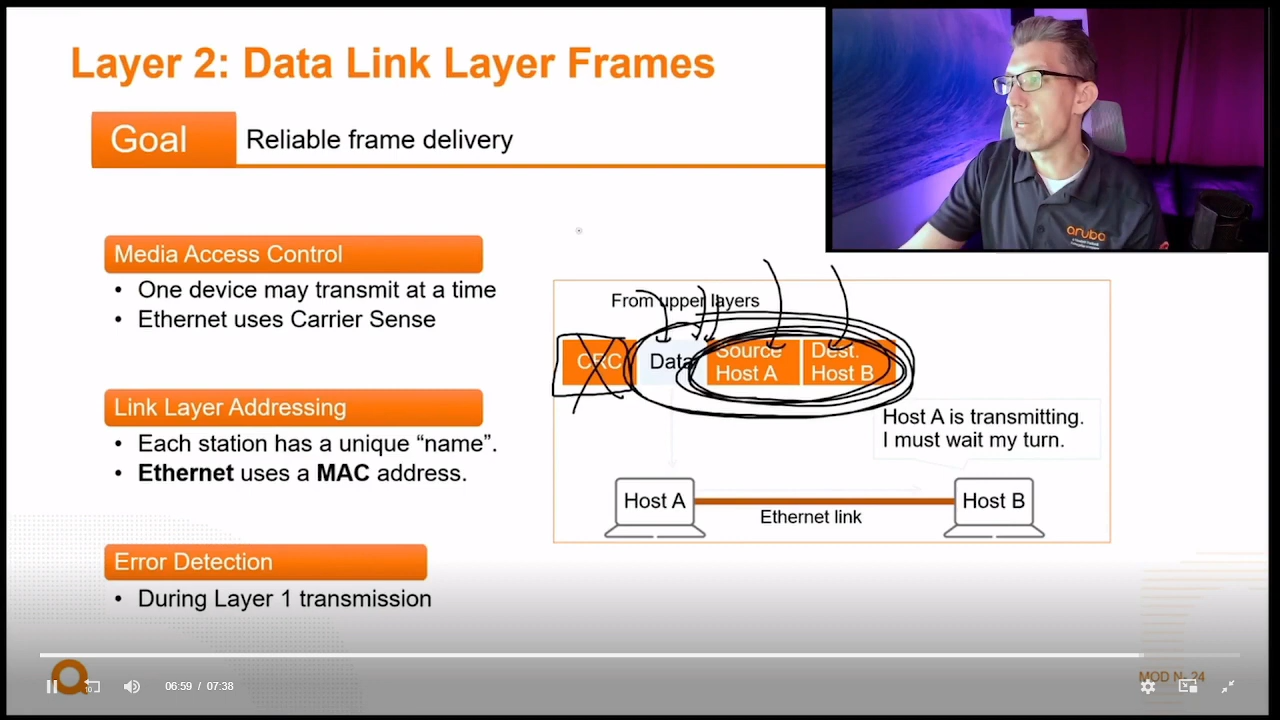 Layer 2: Data Link Layer Frames
Goal
Reliable frame delivery
Media Access Control
• One device may transmit at a time
• Ethernet uses Carrier Sense
Link Layer Addressing
• Each station has a unique “name”.
• Ethernet uses a MAC address.
Error Detection
• During Layer 1 transmission
From upper layers
CRC
Data
Source
Host A
Dest.
Host B
Host A is transmitting.
I must wait my turn.
Host A
Ethernet link
Host B
aruba
10
06:59 / 07:38